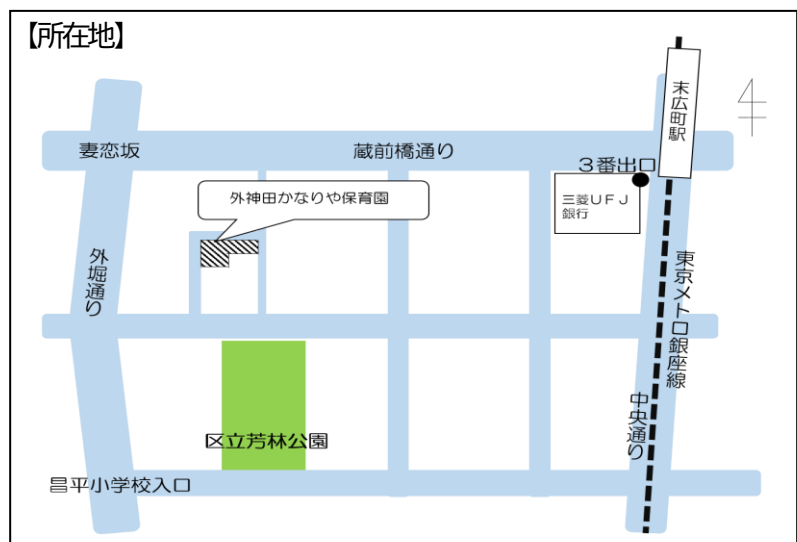 【所在地】
末広町駅
妻恋坂
蔵前橋通り
3番出口
外神田かなりや保育園
三菱UFJ
銀行
外堀通り
東京メトロ銀座線
中央通り
区立芳林公園
昌平小学校入口